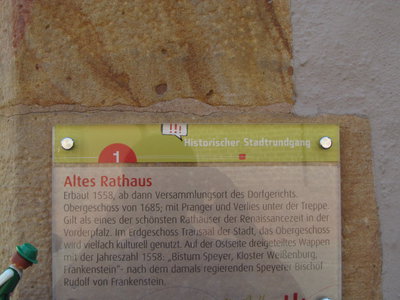 !!!
Historischer Stadtrundgang
1
Altes Rathaus
Erbaut 1558, ab dann Versammlungsort des Dorfgerichts.
Obergeschoss von 1685; mit Pranger und Verlies unter der Treppe.
Gilt als eines der schönsten Rathäuser der Renaissancezeit in der
Vorderpfalz. Im Erdgeschoss Trausaal der Stadt, das Obergeschoss
wird vielfach kulturell genutzt. Auf der Ostseite dreigeteiltes Wappen
mit der Jahreszahl 1558: „Bistum Speyer, Kloster Weißenburg,
Frankenstein“- nach dem damals regierenden Speyerer Bischof
Rudolf von Frankenstein.